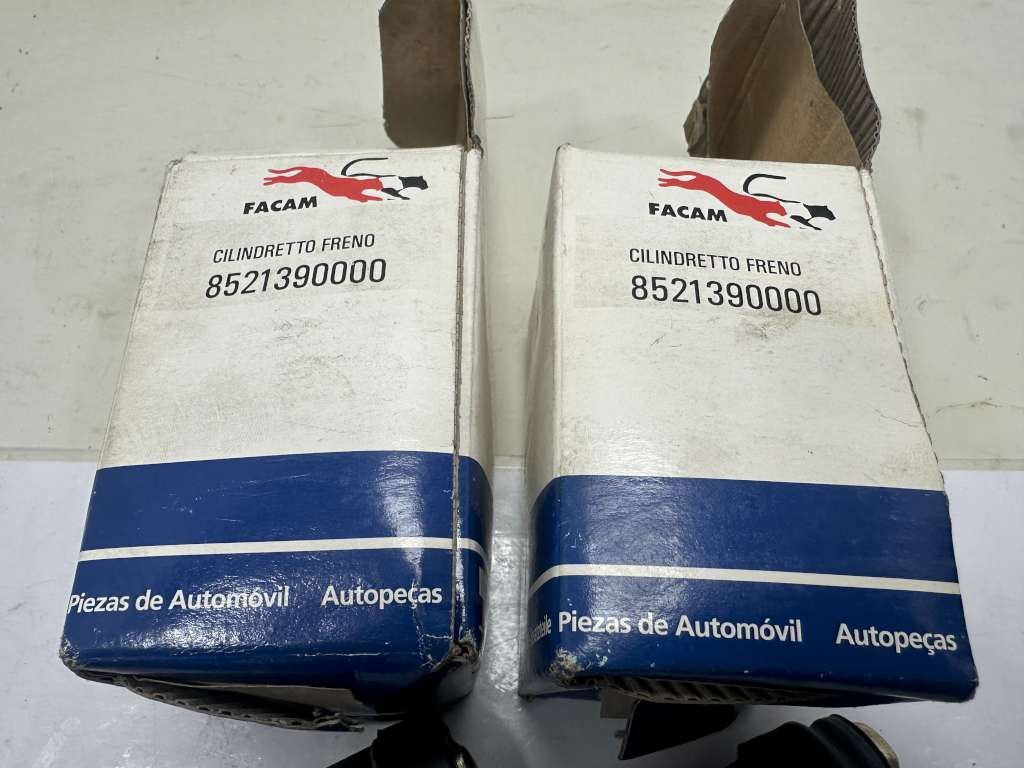 FACAM
CILINDRETTO FRENO
8521390000
Piezas de Automóvil Autopeças
FACAM
CILINDRETTO FRENO
8521390000
Piezas de Automóvil Autopeças